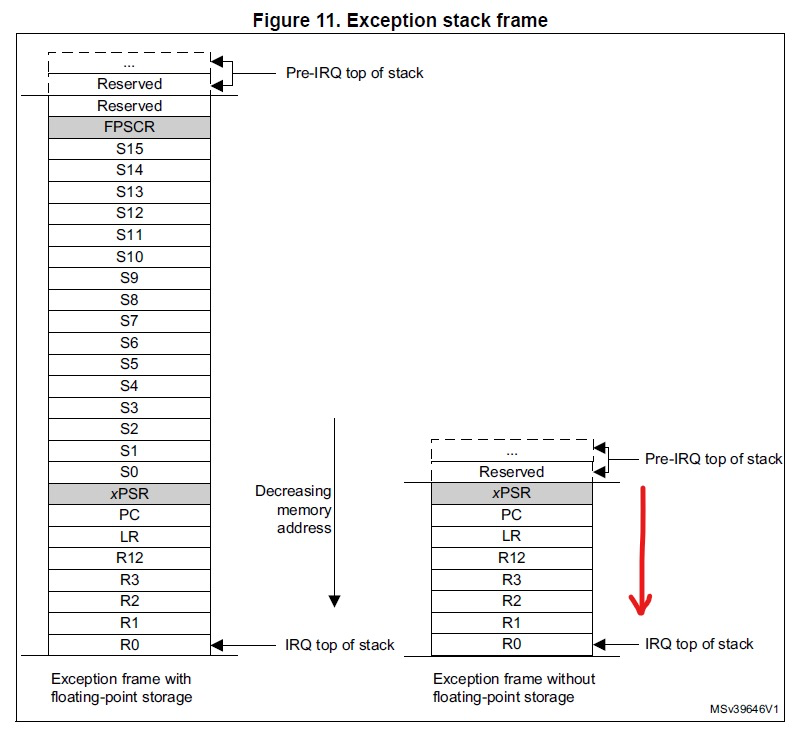 Figure 11. Exception stack frame
...
Pre-IRQ top of stack
Reserved
Reserved
FPSCR
S15
S14
S13
S12
S11
S10
S9
S8
S7
S6
S5
S4
S3
S2
S1
S0
xPSR
PC
LR
R12
R3
R2
R1
R0
Decreasing
memory
address
IRQ top of stack
Exception frame with
floating-point storage
...
Pre-IRQ top of stack
Reserved
xPSR
PC
LR
R12
R3
R2
R1
R0
IRQ top of stack
Exception frame without
floating-point storage
MSv39646V1